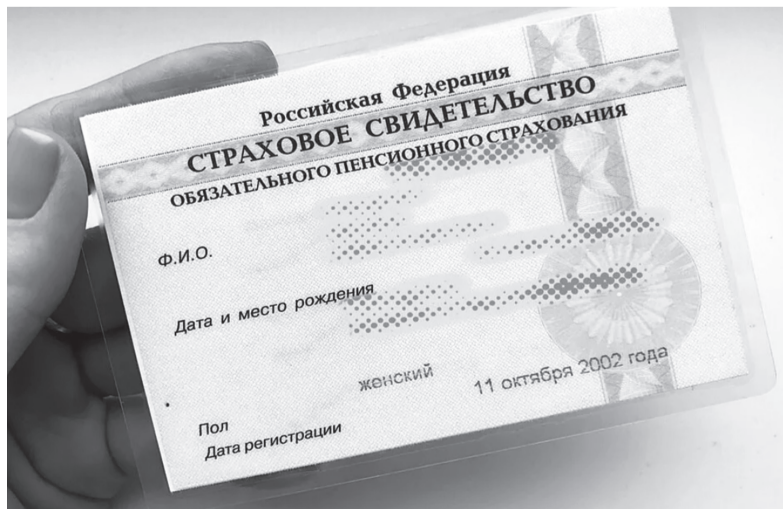 Российская Федерация
СТРАХОВОЕ СВИДЕТЕЛЬСТВО
ОБЯЗАТЕЛЬНОГО ПЕНСИОННОГО СТРАХОВАНИЯ
Ф.И.О.
Дата и место рождения
Пол
женский
Дата регистрации
11 октября 2002 года